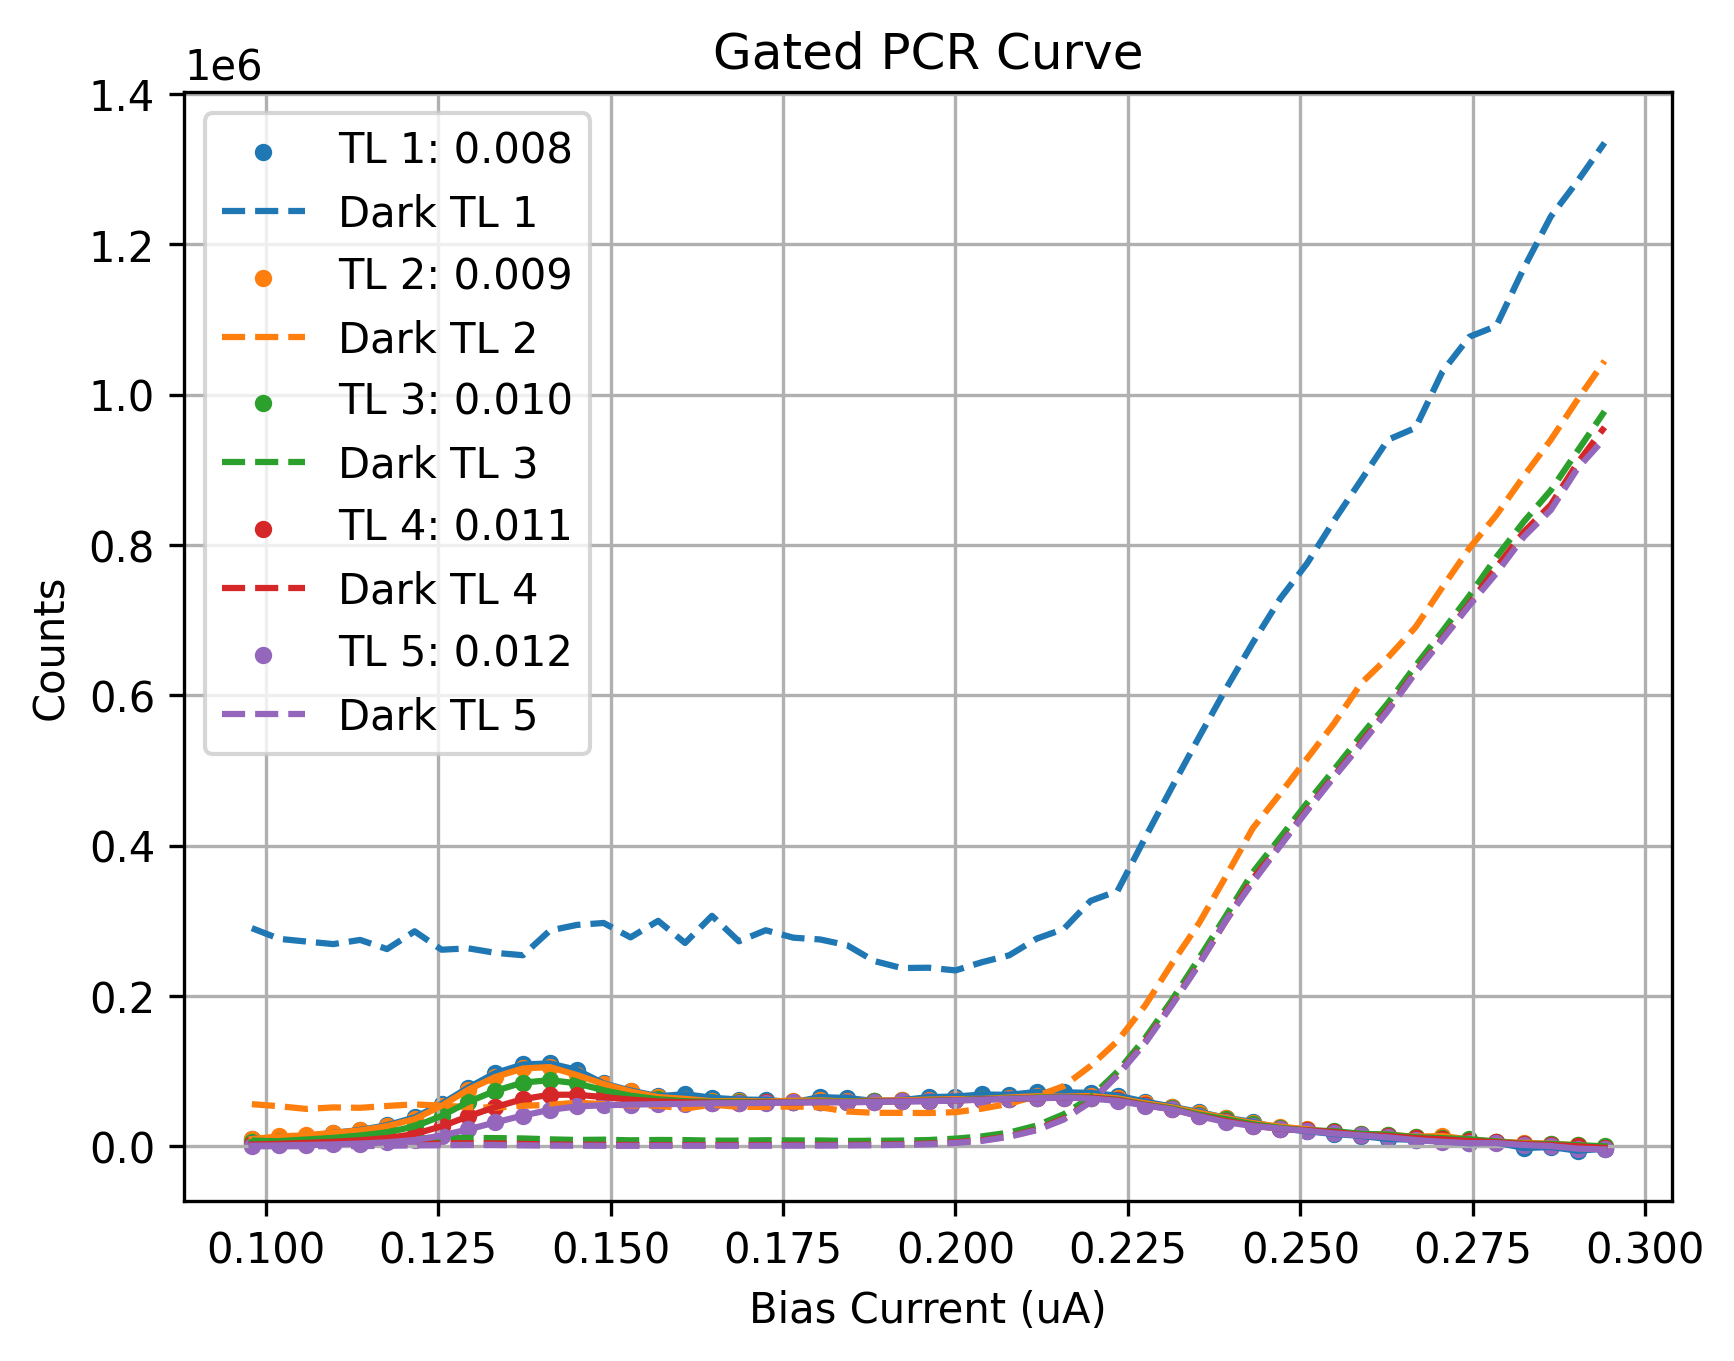 Gated PCR Curve
1e6
1.4
1.2
1.0
0.8
0.6
0.4
0.2
0.0
Counts
TL 1: 0.008
Dark TL 1
TL 2: 0.009
Dark TL 2
TL 3: 0.010
Dark TL 3
TL 4: 0.011
Dark TL 4
TL 5: 0.012
Dark TL 5
0.100 0.125 0.150 0.175 0.200 0.225 0.250 0.275 0.300
Bias Current (uA)